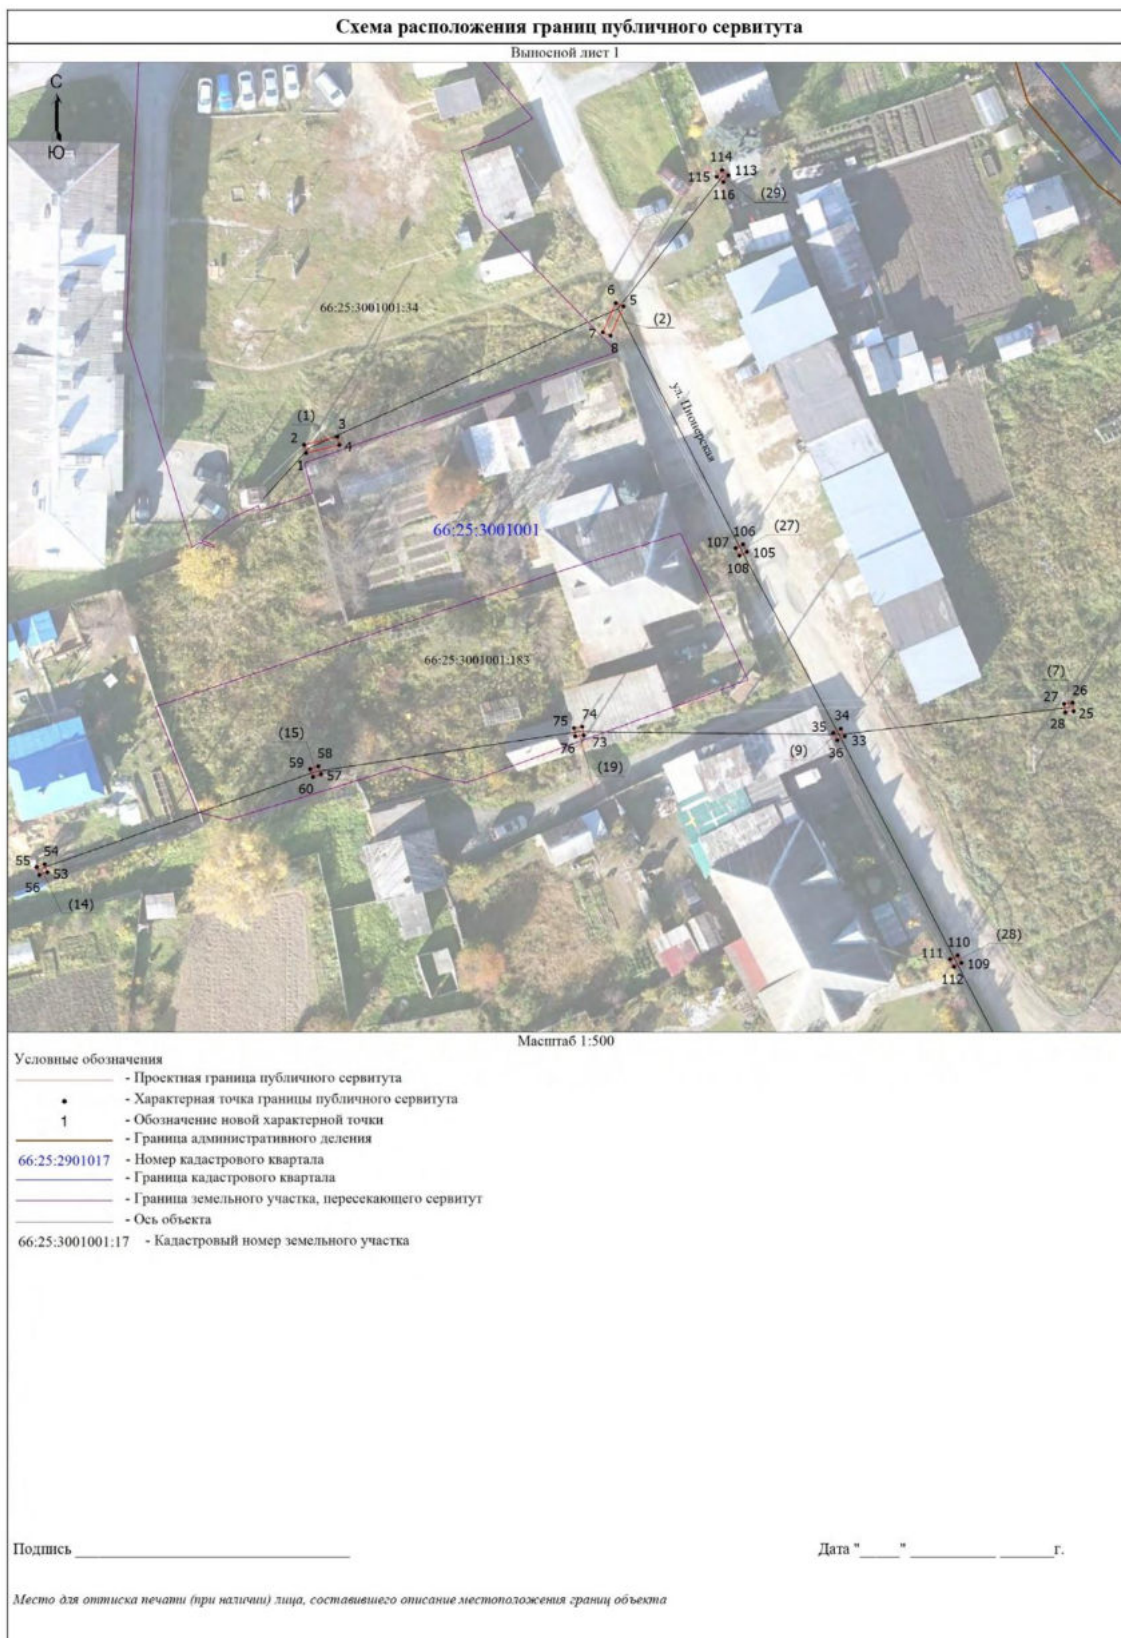 Схема расположения границ публичного сервитута
Выносной лист 1
С
Ю
114
115
113
116
(29)
6
5
66:25:3001001:34
7
(2)
8
ул. Пионерская
(1)
2
3
4
1
66:25:3001001
106
(27)
107
105
108
66:25:3001001:183
(7)
26
27
28
25
74
75
34
35
33
76
73
36
(9)
(15)
58
59
57
60
(19)
54
55
53
56
(14)
110
(28)
111
109
112
Масштаб 1:500
Условные обозначения
- Проектная граница публичного сервитута
- Характерная точка границы публичного сервитута
1 - Обозначение новой характерной точки
- Граница административного деления
66:25:2901017 - Номер кадастрового квартала
- Граница кадастрового квартала
- Граница земельного участка, пересекающего сервитут
- Ось объекта
66:25:3001001:17 - Кадастровый номер земельного участка
Подпись ____________ Дата "_____" ___________ _______г.
Место для оттиска печати (при наличии) лица, составившего описание местоположения границ объекта